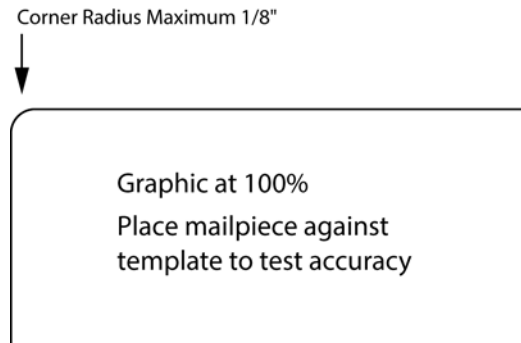 Corner Radius Maximum 1/8"
Graphic at 100%
Place mailpiece against
template to test accuracy